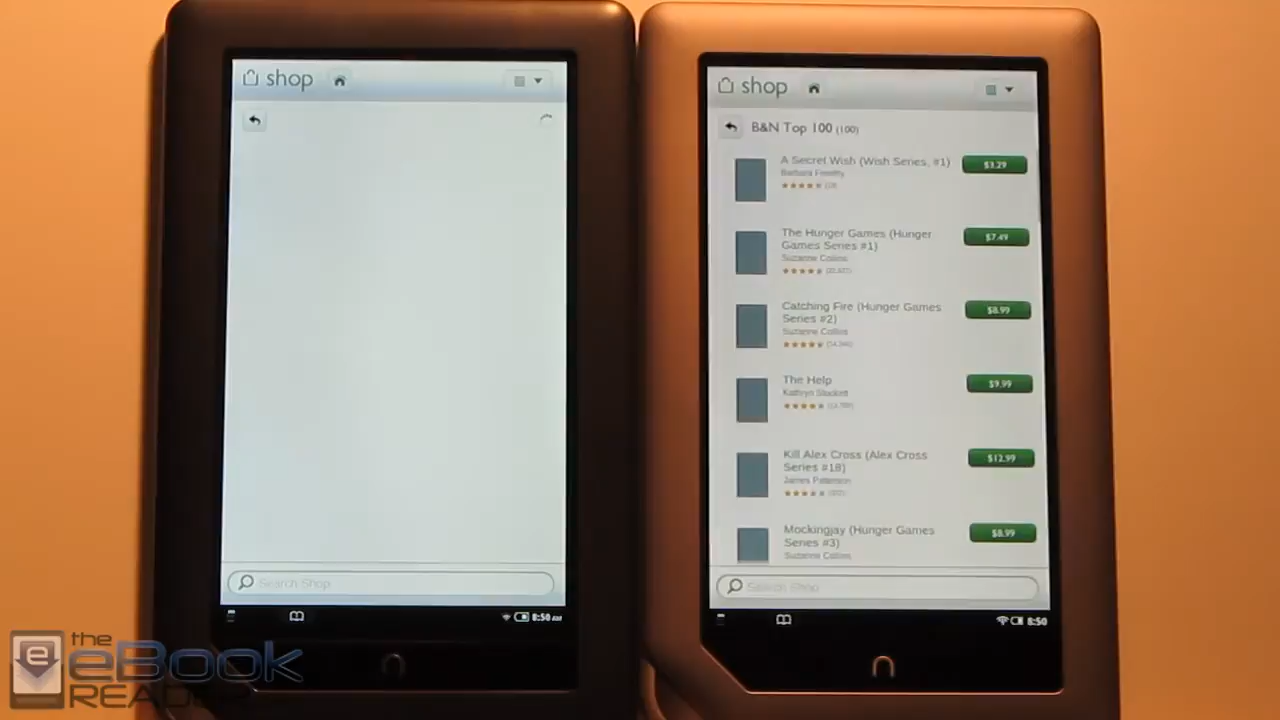 shop
Search Shop
8:50 AM
shop
B&N Top 100 (100)
A Secret Wish (Wish Series, #1)
$3.29
Barbara Freethy
The Hunger Games (Hunger
Games Series #1)
$7.49
Suzanne Collins
Catching Fire (Hunger Games
Series #2)
$8.99
Suzanne Collins
The Help
$9.99
Kathryn Stockett
Kill Alex Cross (Alex Cross
Series #18)
$12.99
James Patterson
Mockingjay (Hunger Games
Series #3)
$8.99
Suzanne Collins
Search Shop
8:50
the
eBook
READER